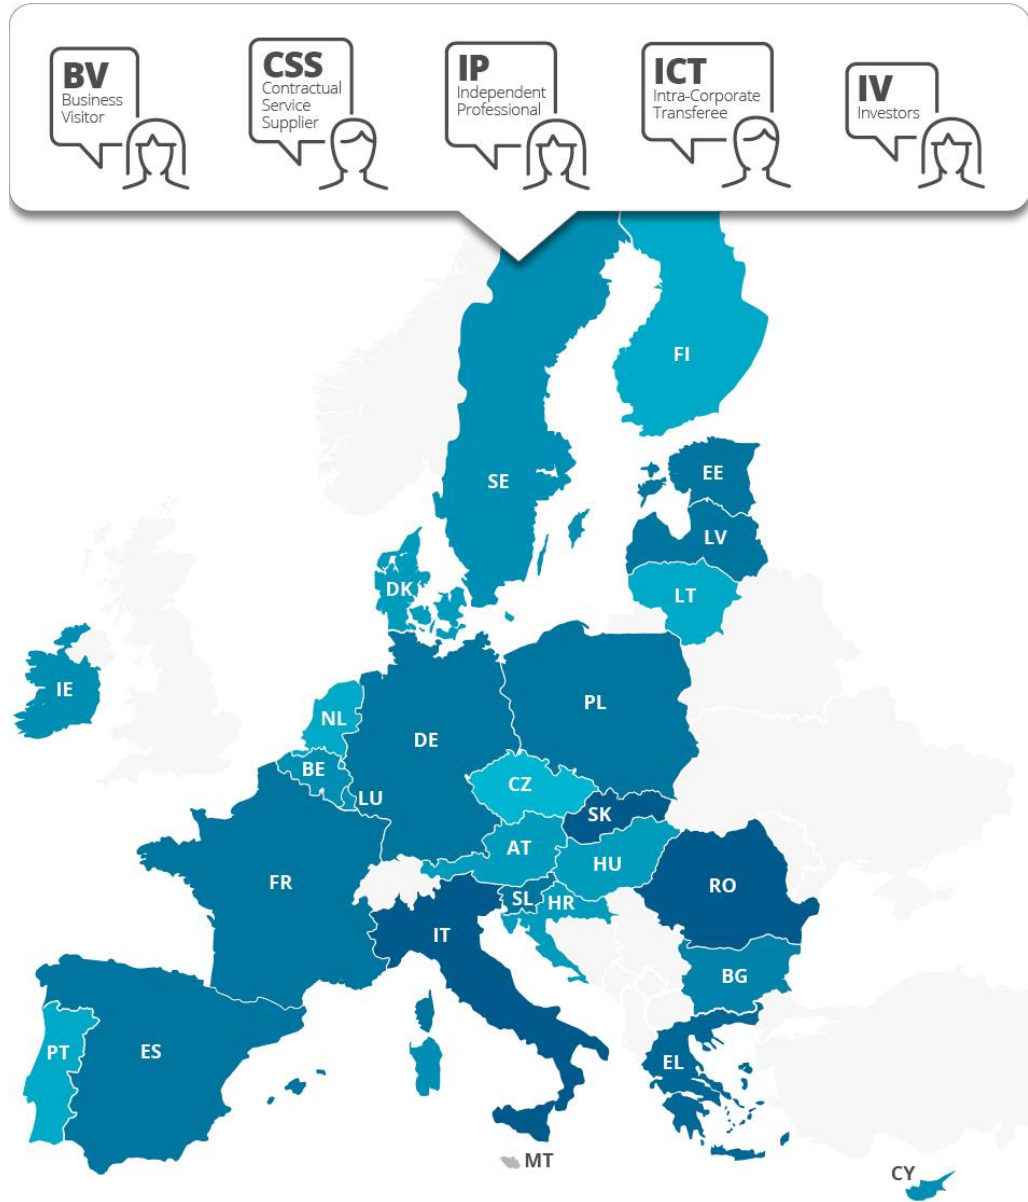 BV
Business
Visitor
CSS
Contractual
Service
Supplier
IP
Independent
Professional
ICT
Intra-Corporate
Transferee
IV
Investors
FI
SE
EE
LV
DK
LT
IE
PL
NL
DE
BE
CZ
LU
SK
AT
HU
FR
RO
SL
HR
IT
BG
PT
ES
EL
MT
CY